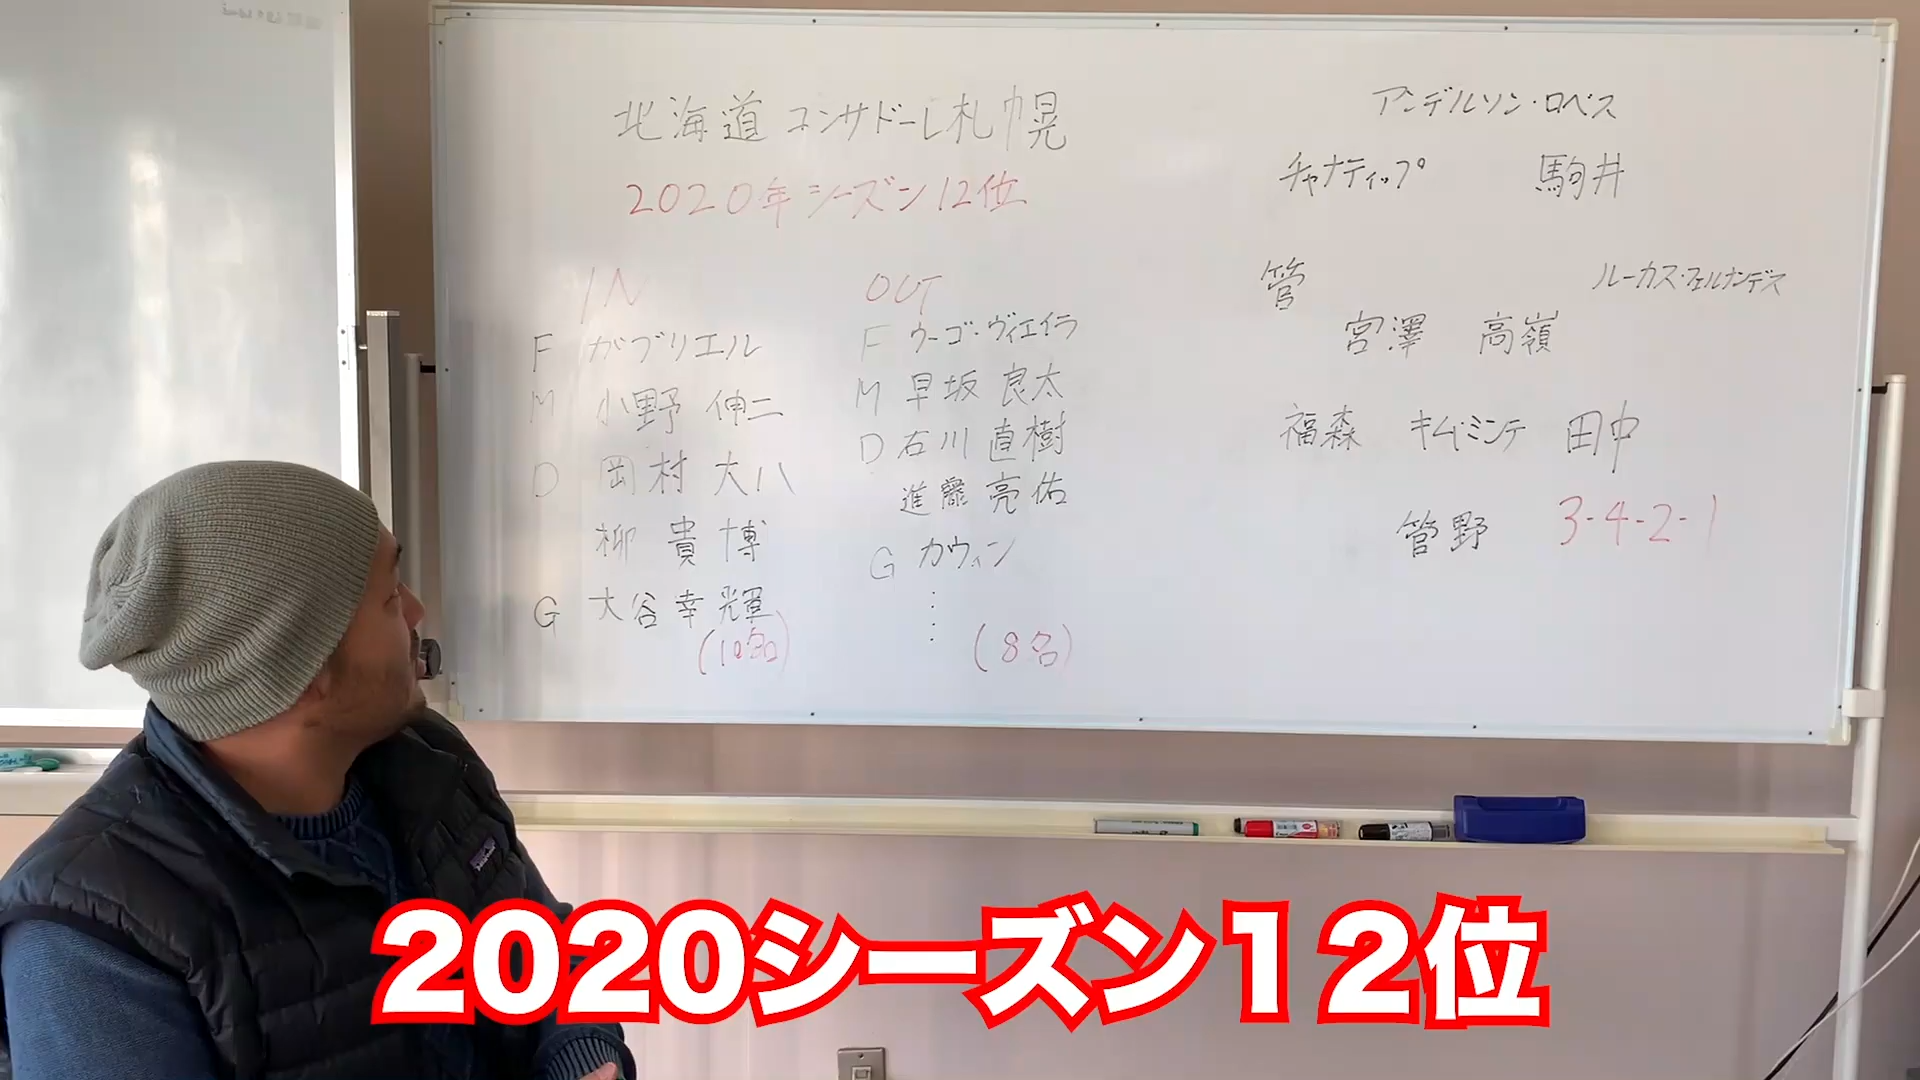 北海道コンサドーレ札幌
2020年シーズン12位
IN
F ガブリエル
M 小野 伸二
D 岡村 大八
柳 貴博
G 大谷幸輝
(10名)
OUT
F ウーゴ・ヴィエイラ
M 早坂 良太
D 石川 直樹
進藤 亮佑
G カウィン
⋮
(8名)
アンデルソン・ロペス
チャナティップ 駒井
管 ルーカス・フェルナンデス
宮澤 高嶺
福森 キム・ミンテ 田中
管野 3-4-2-1
2020シーズン12位